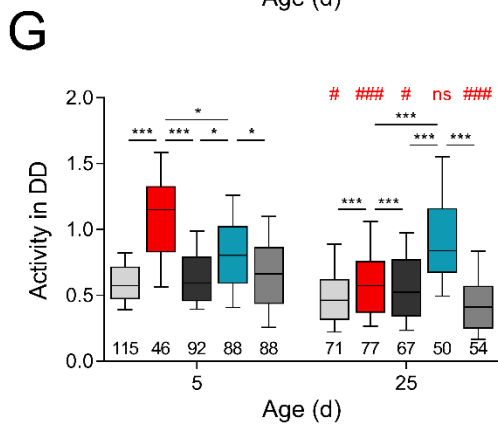 Age (d)
G
# ### # ns ###
2.0
* ***
*** *** * * *** ***
1.5
*** ***
1.0
0.5
0.0
115 46 92 88 88 71 77 67 50 54
5 25
Activity in DD
Age (d)